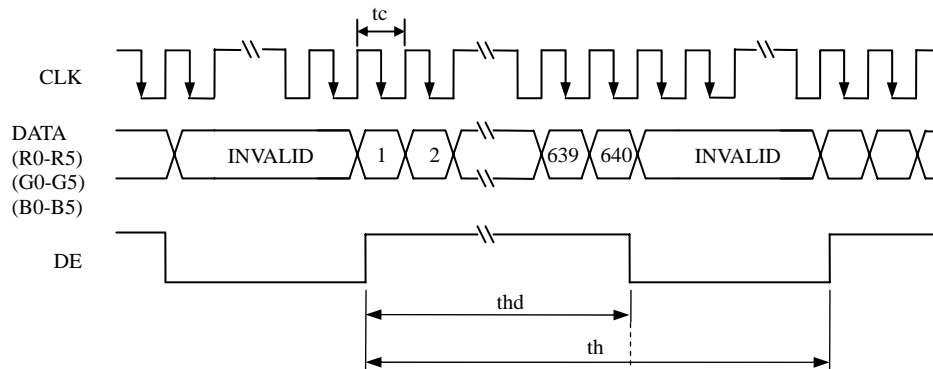 tc
CLK
DATA
(R0-R5)
(G0-G5)
(B0-B5)
INVALID 1 2 639 640 INVALID
DE
thd
th